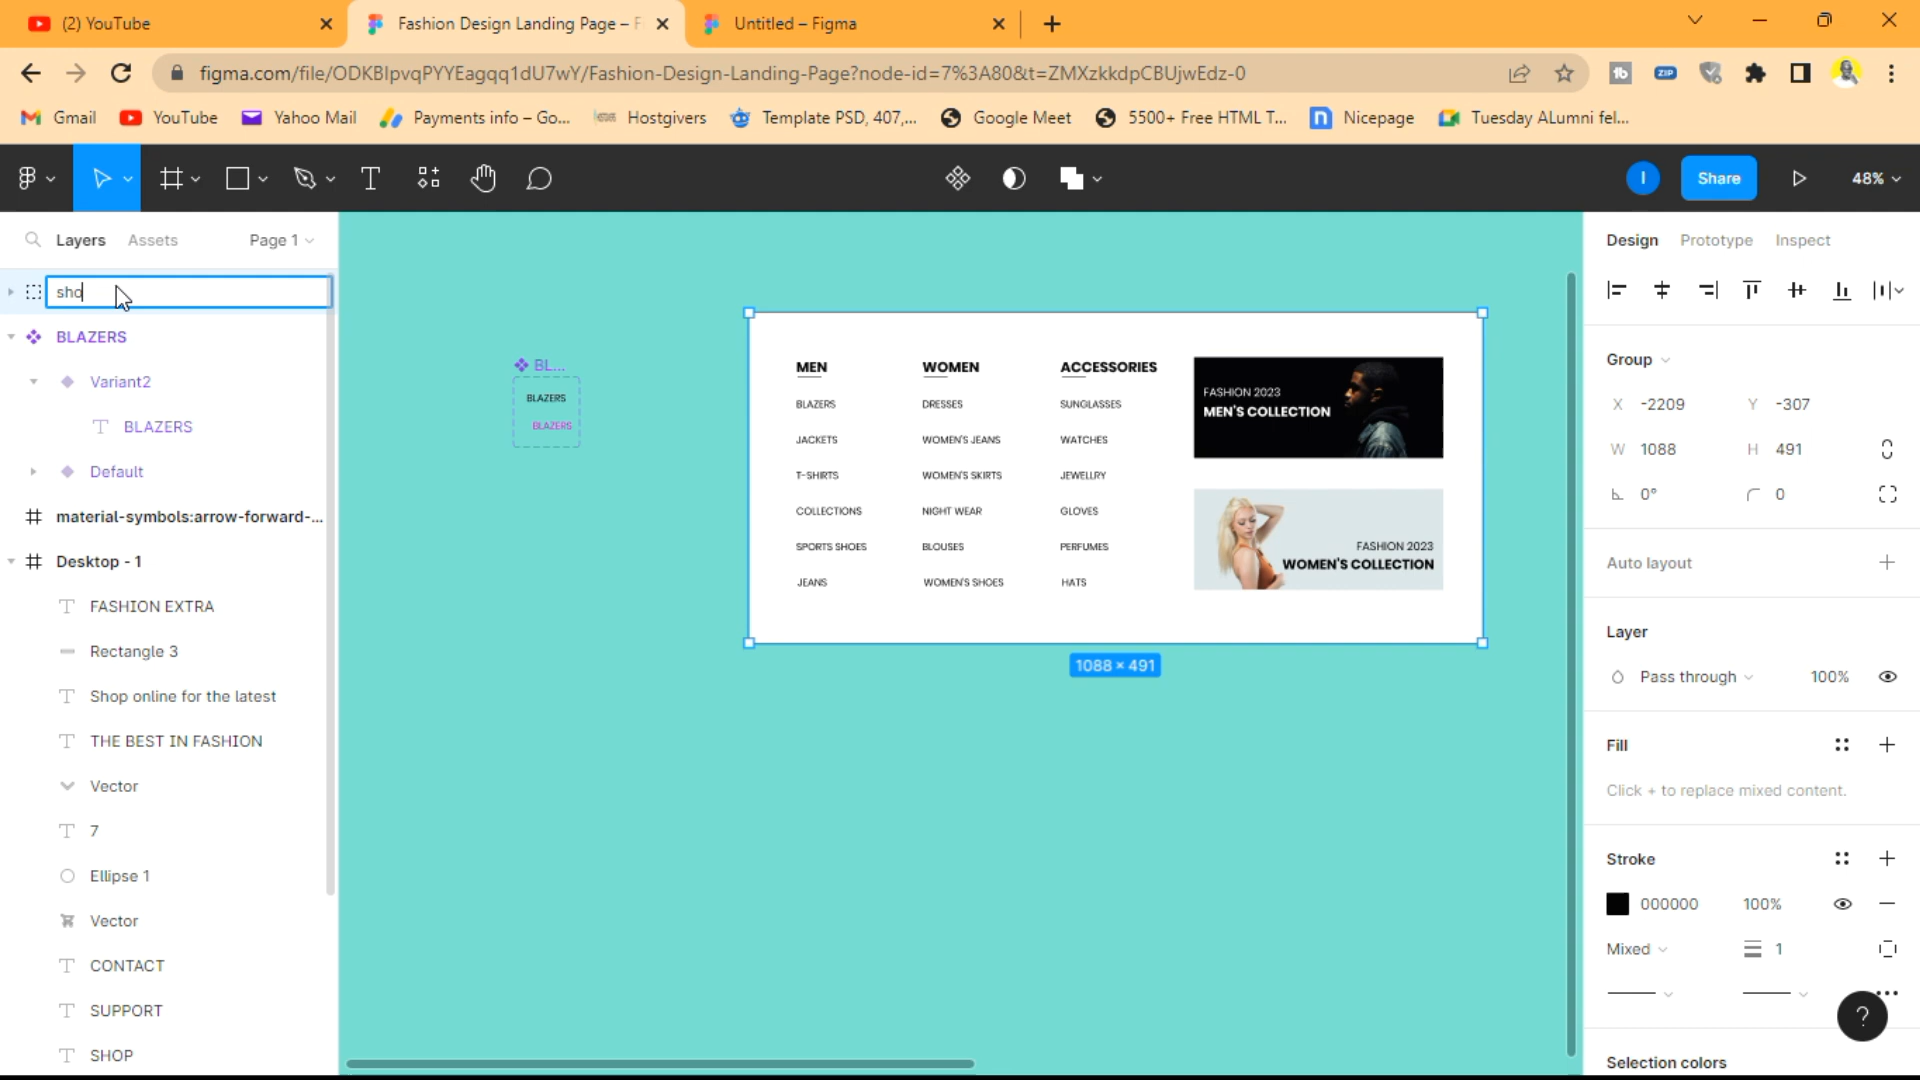 (2) YouTube
Fashion Design Landing Page – F
Untitled – Figma
figma.com/file/ODKBIpvqPYYEagqq1dU7wY/Fashion-Design-Landing-Page?node-id=7%3A80&t=ZMXzkkdpCBUjwEdz-0
tb
ZIP
Gmail
YouTube
Yahoo Mail
Payments info – Go...
Hostgivers
Template PSD, 407,...
Google Meet
5500+ Free HTML T...
Nicepage
Tuesday ALumni fel...
I
Share
48%
Layers
Assets
Page 1
sho
BLAZERS
Variant2
BLAZERS
Default
material-symbols:arrow-forward-...
Desktop - 1
FASHION EXTRA
Rectangle 3
Shop online for the latest
THE BEST IN FASHION
Vector
7
Ellipse 1
Vector
CONTACT
SUPPORT
SHOP
BL...
BLAZERS
BLAZERS
MEN
BLAZERS
JACKETS
T-SHIRTS
COLLECTIONS
SPORTS SHOES
JEANS
WOMEN
DRESSES
WOMEN'S JEANS
WOMEN'S SKIRTS
NIGHT WEAR
BLOUSES
WOMEN'S SHOES
ACCESSORIES
SUNGLASSES
WATCHES
JEWELLRY
GLOVES
PERFUMES
HATS
FASHION 2023
MEN'S COLLECTION
FASHION 2023
WOMEN'S COLLECTION
1088 × 491
Design
Prototype
Inspect
Group
X -2209
Y -307
W 1088
H 491
0°
0
Auto layout
Layer
Pass through
100%
Fill
Click + to replace mixed content.
Stroke
000000
100%
Mixed
1
?
Selection colors